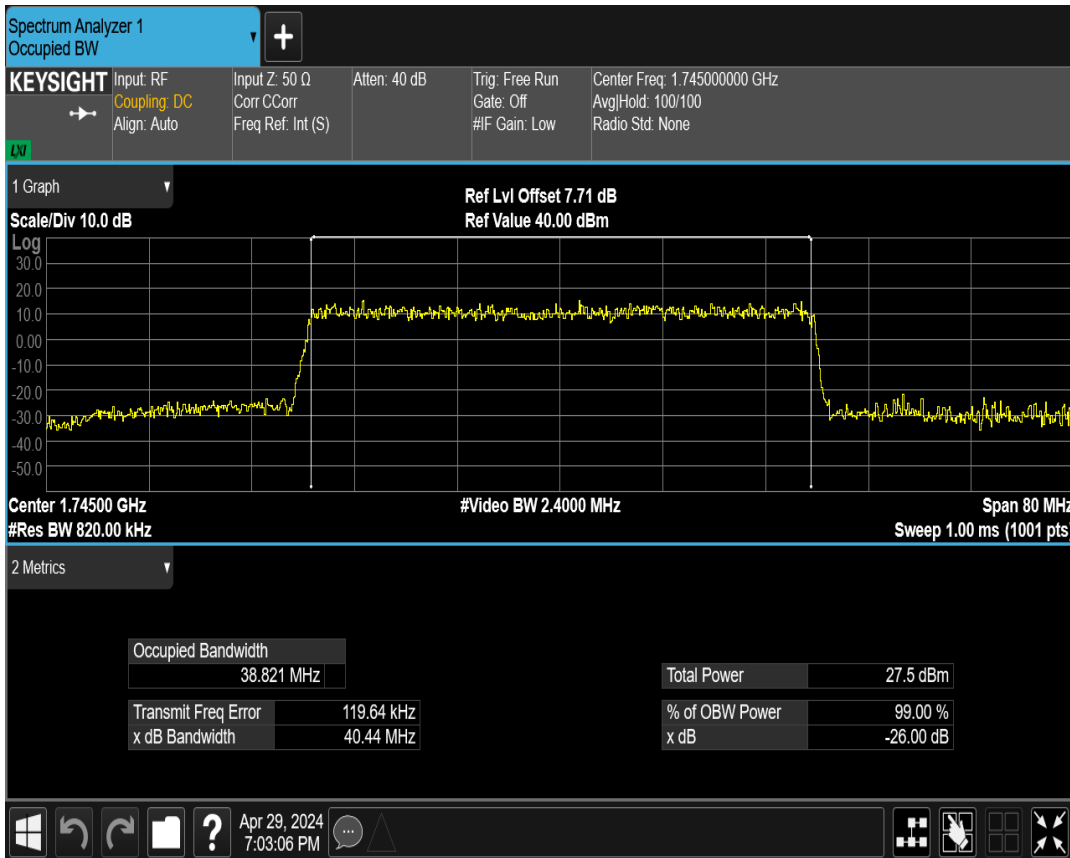 Spectrum Analyzer 1
Occupied BW
KEYSIGHT
LXI
Input: RF
Coupling: DC
Align: Auto
Input Z: 50 Ω
Corr CCorr
Freq Ref: Int (S)
Atten: 40 dB
Trig: Free Run
Gate: Off
#IF Gain: Low
Center Freq: 1.745000000 GHz
Avg|Hold: 100/100
Radio Std: None
1 Graph
Scale/Div 10.0 dB
Ref Lvl Offset 7.71 dB
Ref Value 40.00 dBm
Log
30.0
20.0
10.0
0.00
-10.0
-20.0
-30.0
-40.0
-50.0
Center 1.74500 GHz
#Res BW 820.00 kHz
#Video BW 2.4000 MHz
Span 80 MHz
Sweep 1.00 ms (1001 pts)
2 Metrics
Occupied Bandwidth
38.821 MHz
Transmit Freq Error 119.64 kHz
x dB Bandwidth 40.44 MHz
Total Power 27.5 dBm
% of OBW Power 99.00 %
x dB -26.00 dB
?
Apr 29, 2024
7:03:06 PM